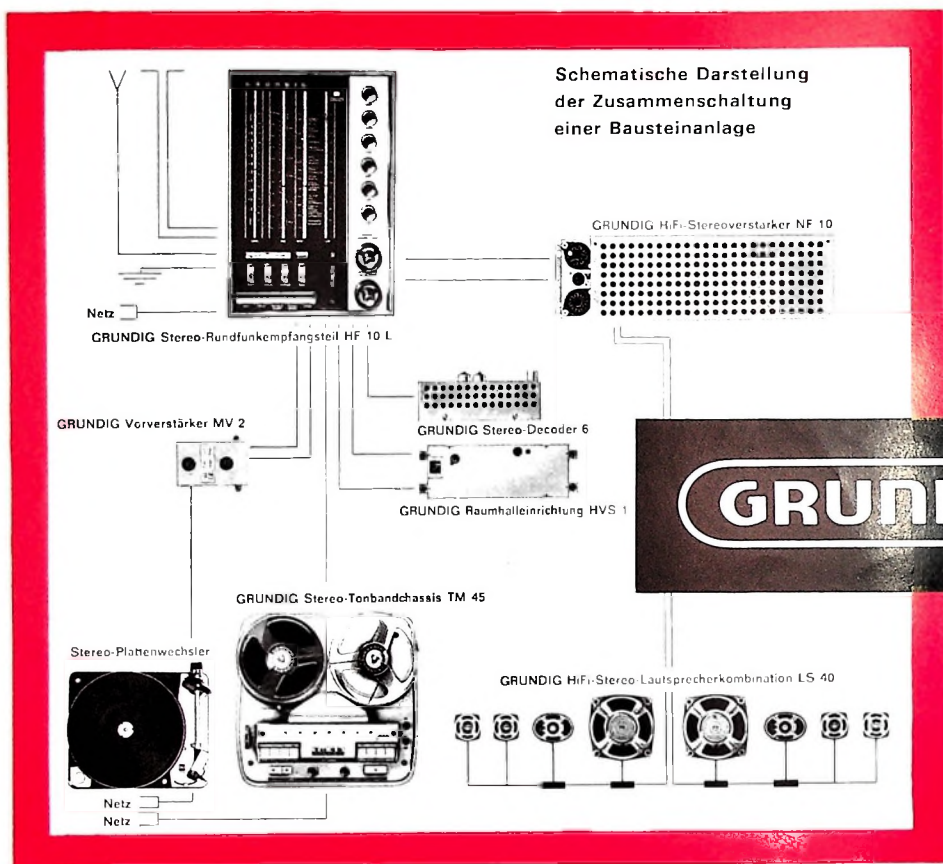 Schematische Darstellung
der Zusammenschaltung
einer Bausteinanlage
GRUNDIG HiFi-Stereoverstarker NF 10
Netz
GRUNDIG Stereo-Rundfunkempfangsteil HF 10 L
GRUNDIG Vorverstärker MV 2
GRUNDIG Stereo-Decoder 6
GRUNDIG Raumhalleinrichtung HVS 1
GRUNDIG Stereo-Tonbandchassis TM 45
Stereo-Plattenwechsler
GRUNDIG HiFi-Stereo-Lautsprecherkombination LS 40
Netz
Netz
GRUN